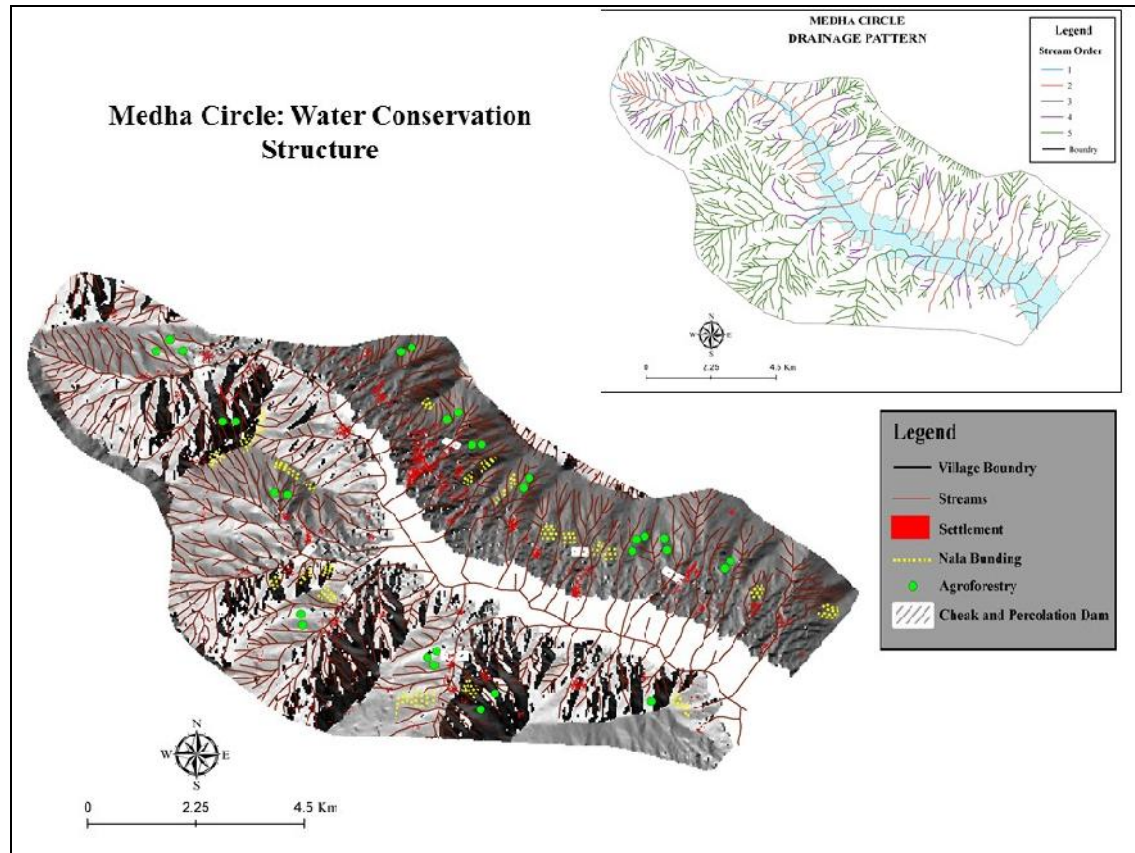 Medha Circle: Water Conservation
Structure
N
W
E
S
0
2.25
4.5 Km
MEDHA CIRCLE
DRAINAGE PATTERN
Legend
Stream Order
1
2
3
4
5
Boundry
N
W
E
S
0
2.25
4.5 Km
Legend
Village Boundry
Streams
Settlement
Nala Bunding
Agroforestry
Cheak and Percolation Dam